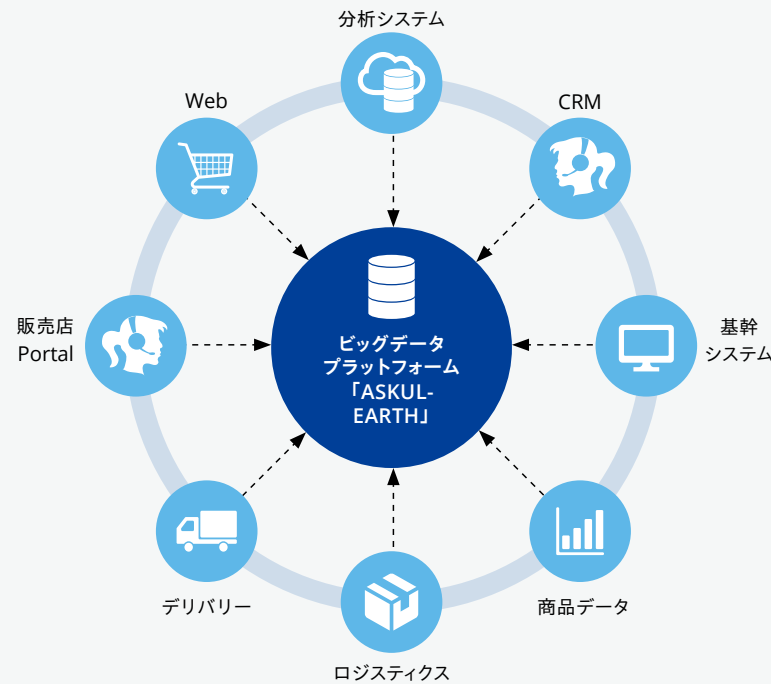 分析システム
Web
CRM
販売店
Portal
ビッグデータ
プラットフォーム
「ASKUL-
EARTH」
基幹
システム
デリバリー
商品データ
ロジスティクス